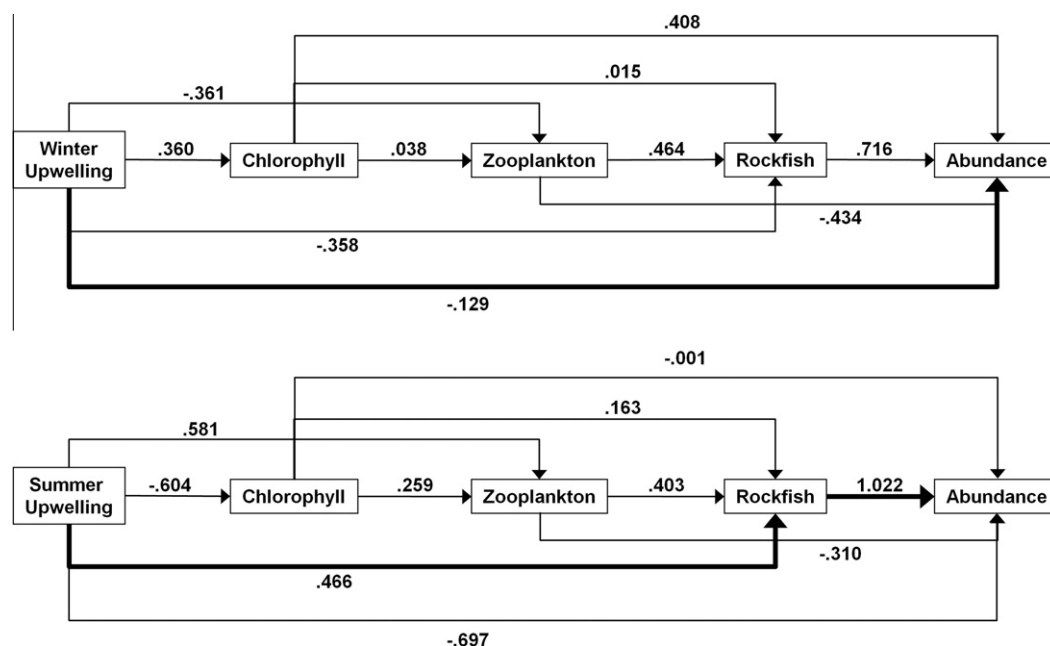 .408
.015
-.361
Winter
Upwelling
.360
Chlorophyll
.038
Zooplankton
.464
Rockfish
.716
Abundance
-.434
-.358
-.129
-.001
.163
.581
Summer
Upwelling
-.604
Chlorophyll
.259
Zooplankton
.403
Rockfish
1.022
Abundance
-.310
.466
-.697